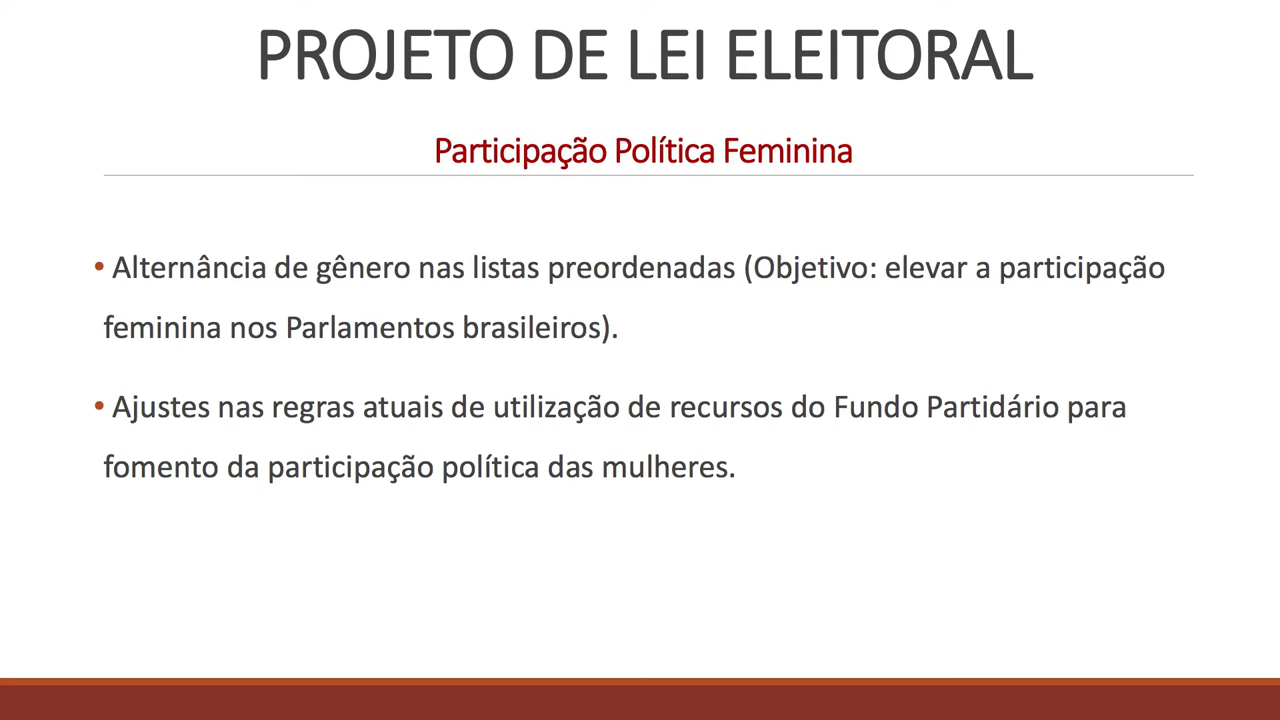 PROJETO DE LEI ELEITORAL
Participação Política Feminina
• Alternância de gênero nas listas preordenadas (Objetivo: elevar a participação
feminina nos Parlamentos brasileiros).
• Ajustes nas regras atuais de utilização de recursos do Fundo Partidário para
fomento da participação política das mulheres.